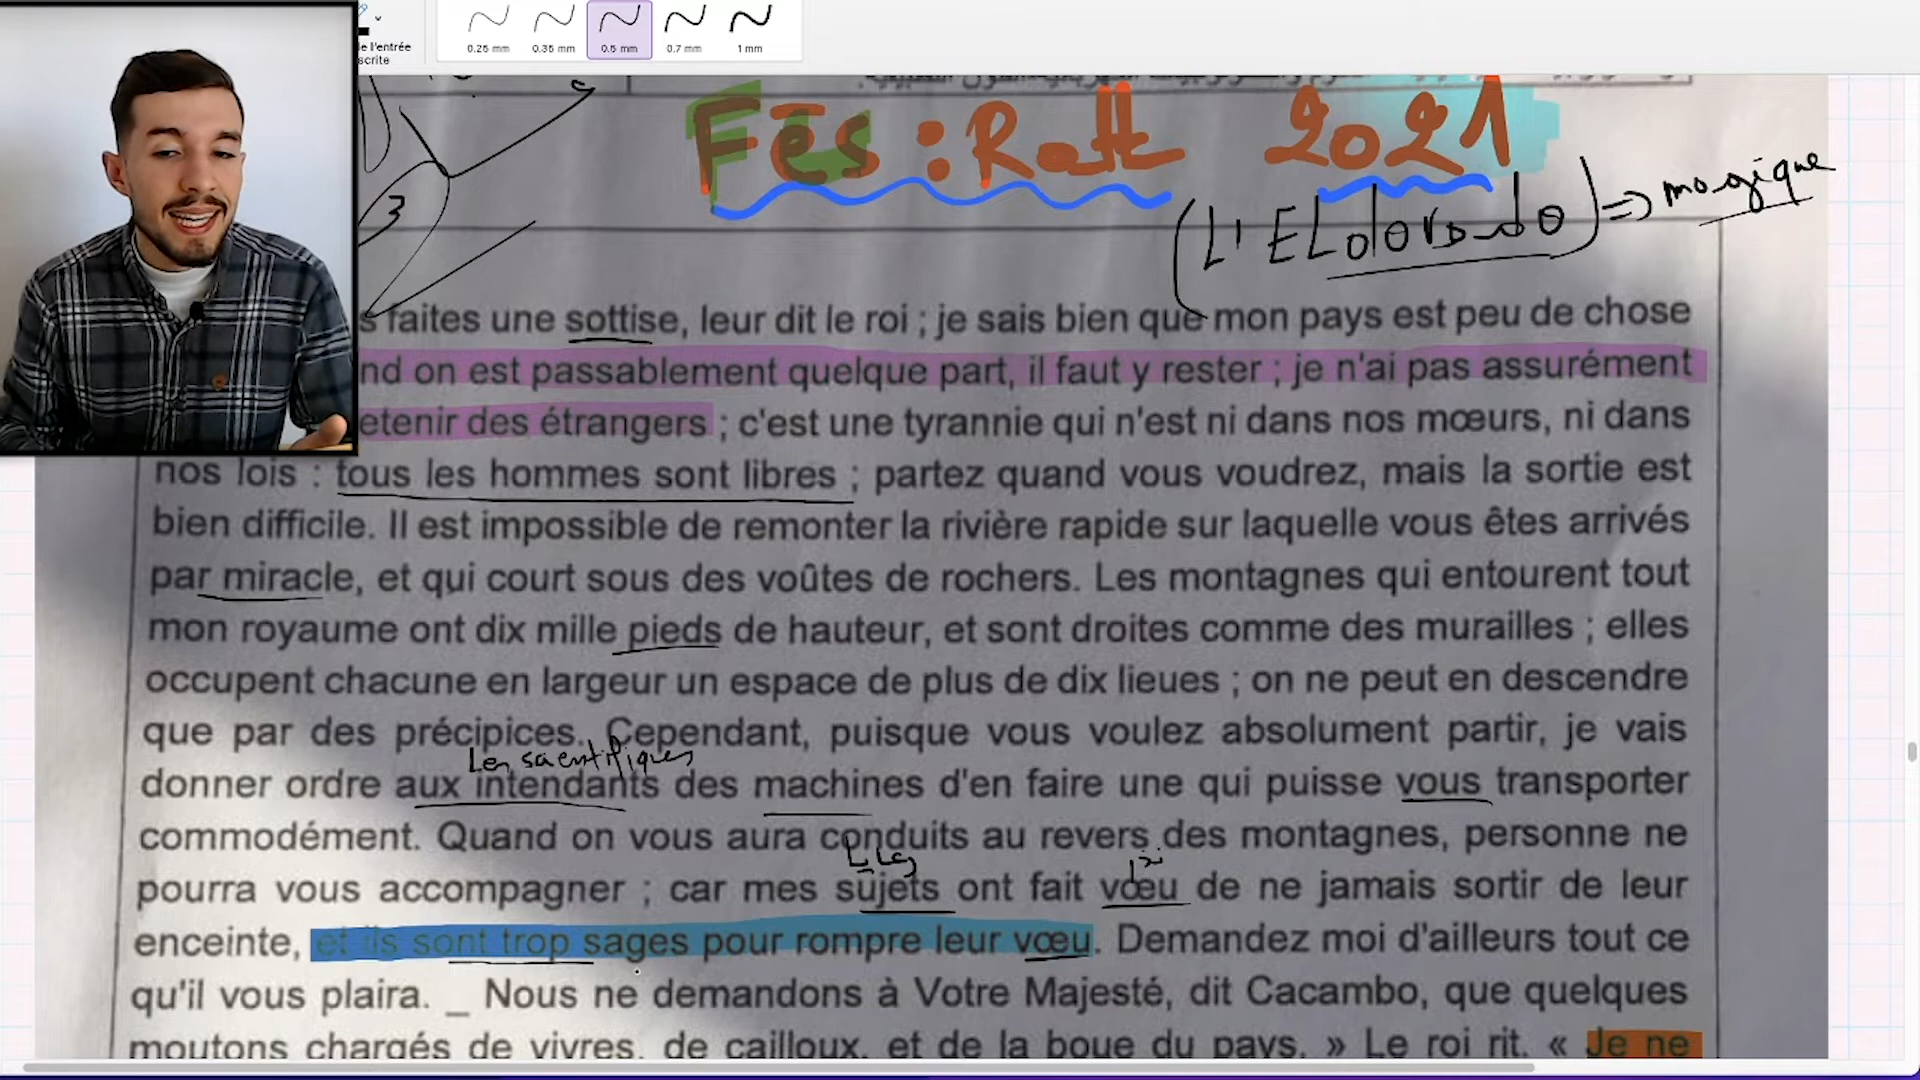 de l'entrée
scrite
0.25 mm
0.35 mm
0.5 mm
0.7 mm
1 mm
Fès : Ratt 2021
(L'ELdorado) => magique
3
s faites une sottise, leur dit le roi ; je sais bien que mon pays est peu de chose
nd on est passablement quelque part, il faut y rester ; je n'ai pas assurément
etenir des étrangers ; c'est une tyrannie qui n'est ni dans nos mœurs, ni dans
nos lois : tous les hommes sont libres ; partez quand vous voudrez, mais la sortie est
bien difficile. Il est impossible de remonter la rivière rapide sur laquelle vous êtes arrivés
par miracle, et qui court sous des voûtes de rochers. Les montagnes qui entourent tout
mon royaume ont dix mille pieds de hauteur, et sont droites comme des murailles ; elles
occupent chacune en largeur un espace de plus de dix lieues ; on ne peut en descendre
que par des précipices. Cependant, puisque vous voulez absolument partir, je vais
Les scientifiques
donner ordre aux intendants des machines d'en faire une qui puisse vous transporter
commodément. Quand on vous aura conduits au revers des montagnes, personne ne
pourra vous accompagner ; car mes sujets ont fait vœu de ne jamais sortir de leur
enceinte, et ils sont trop sages pour rompre leur vœu. Demandez moi d'ailleurs tout ce
qu'il vous plaira. _ Nous ne demandons à Votre Majesté, dit Cacambo, que quelques
moutons chargés de vivres, de cailloux, et de la boue du pays. » Le roi rit. « Je ne